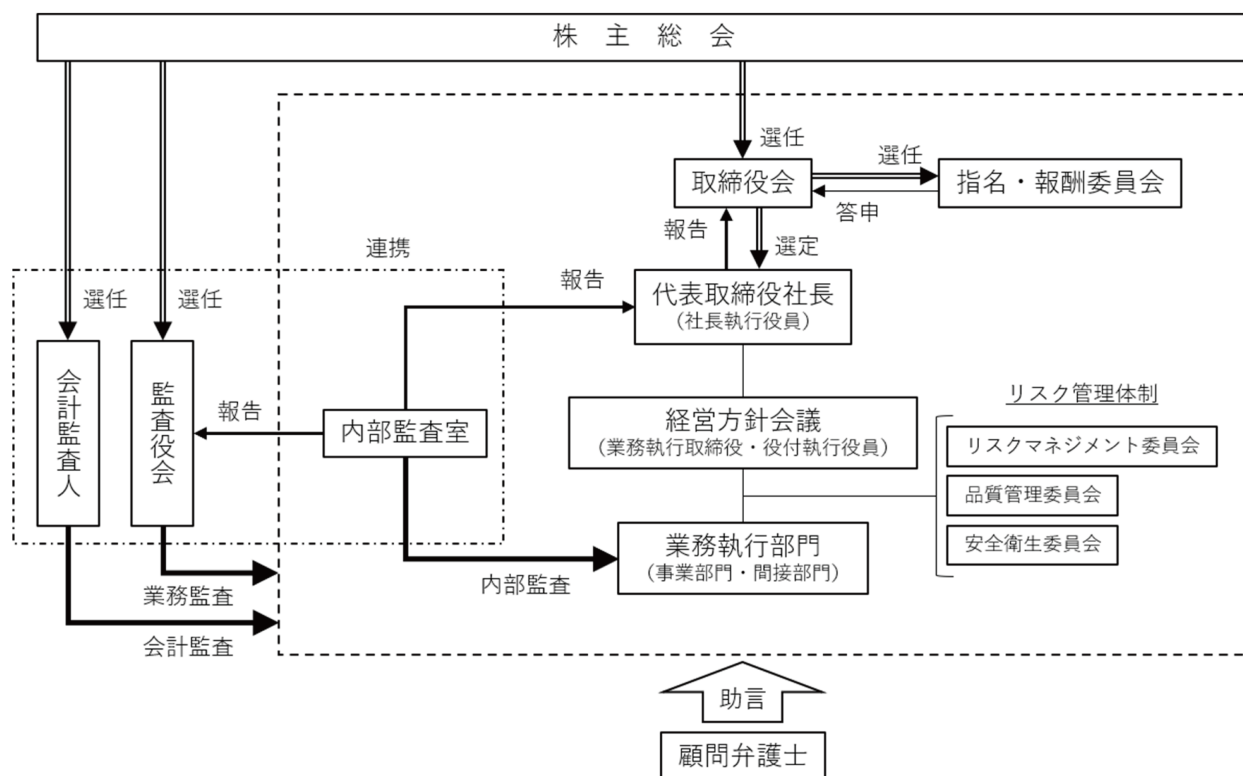 株主総会
選任
選任
取締役会
指名・報酬委員会
答申
報告
選定
連携
報告
代表取締役社長
（社長執行役員）
選任
選任
会計監査人
監査役会
報告
内部監査室
経営方針会議
（業務執行取締役・役付執行役員）
リスク管理体制
リスクマネジメント委員会
品質管理委員会
安全衛生委員会
業務執行部門
（事業部門・間接部門）
内部監査
業務監査
会計監査
助言
顧問弁護士